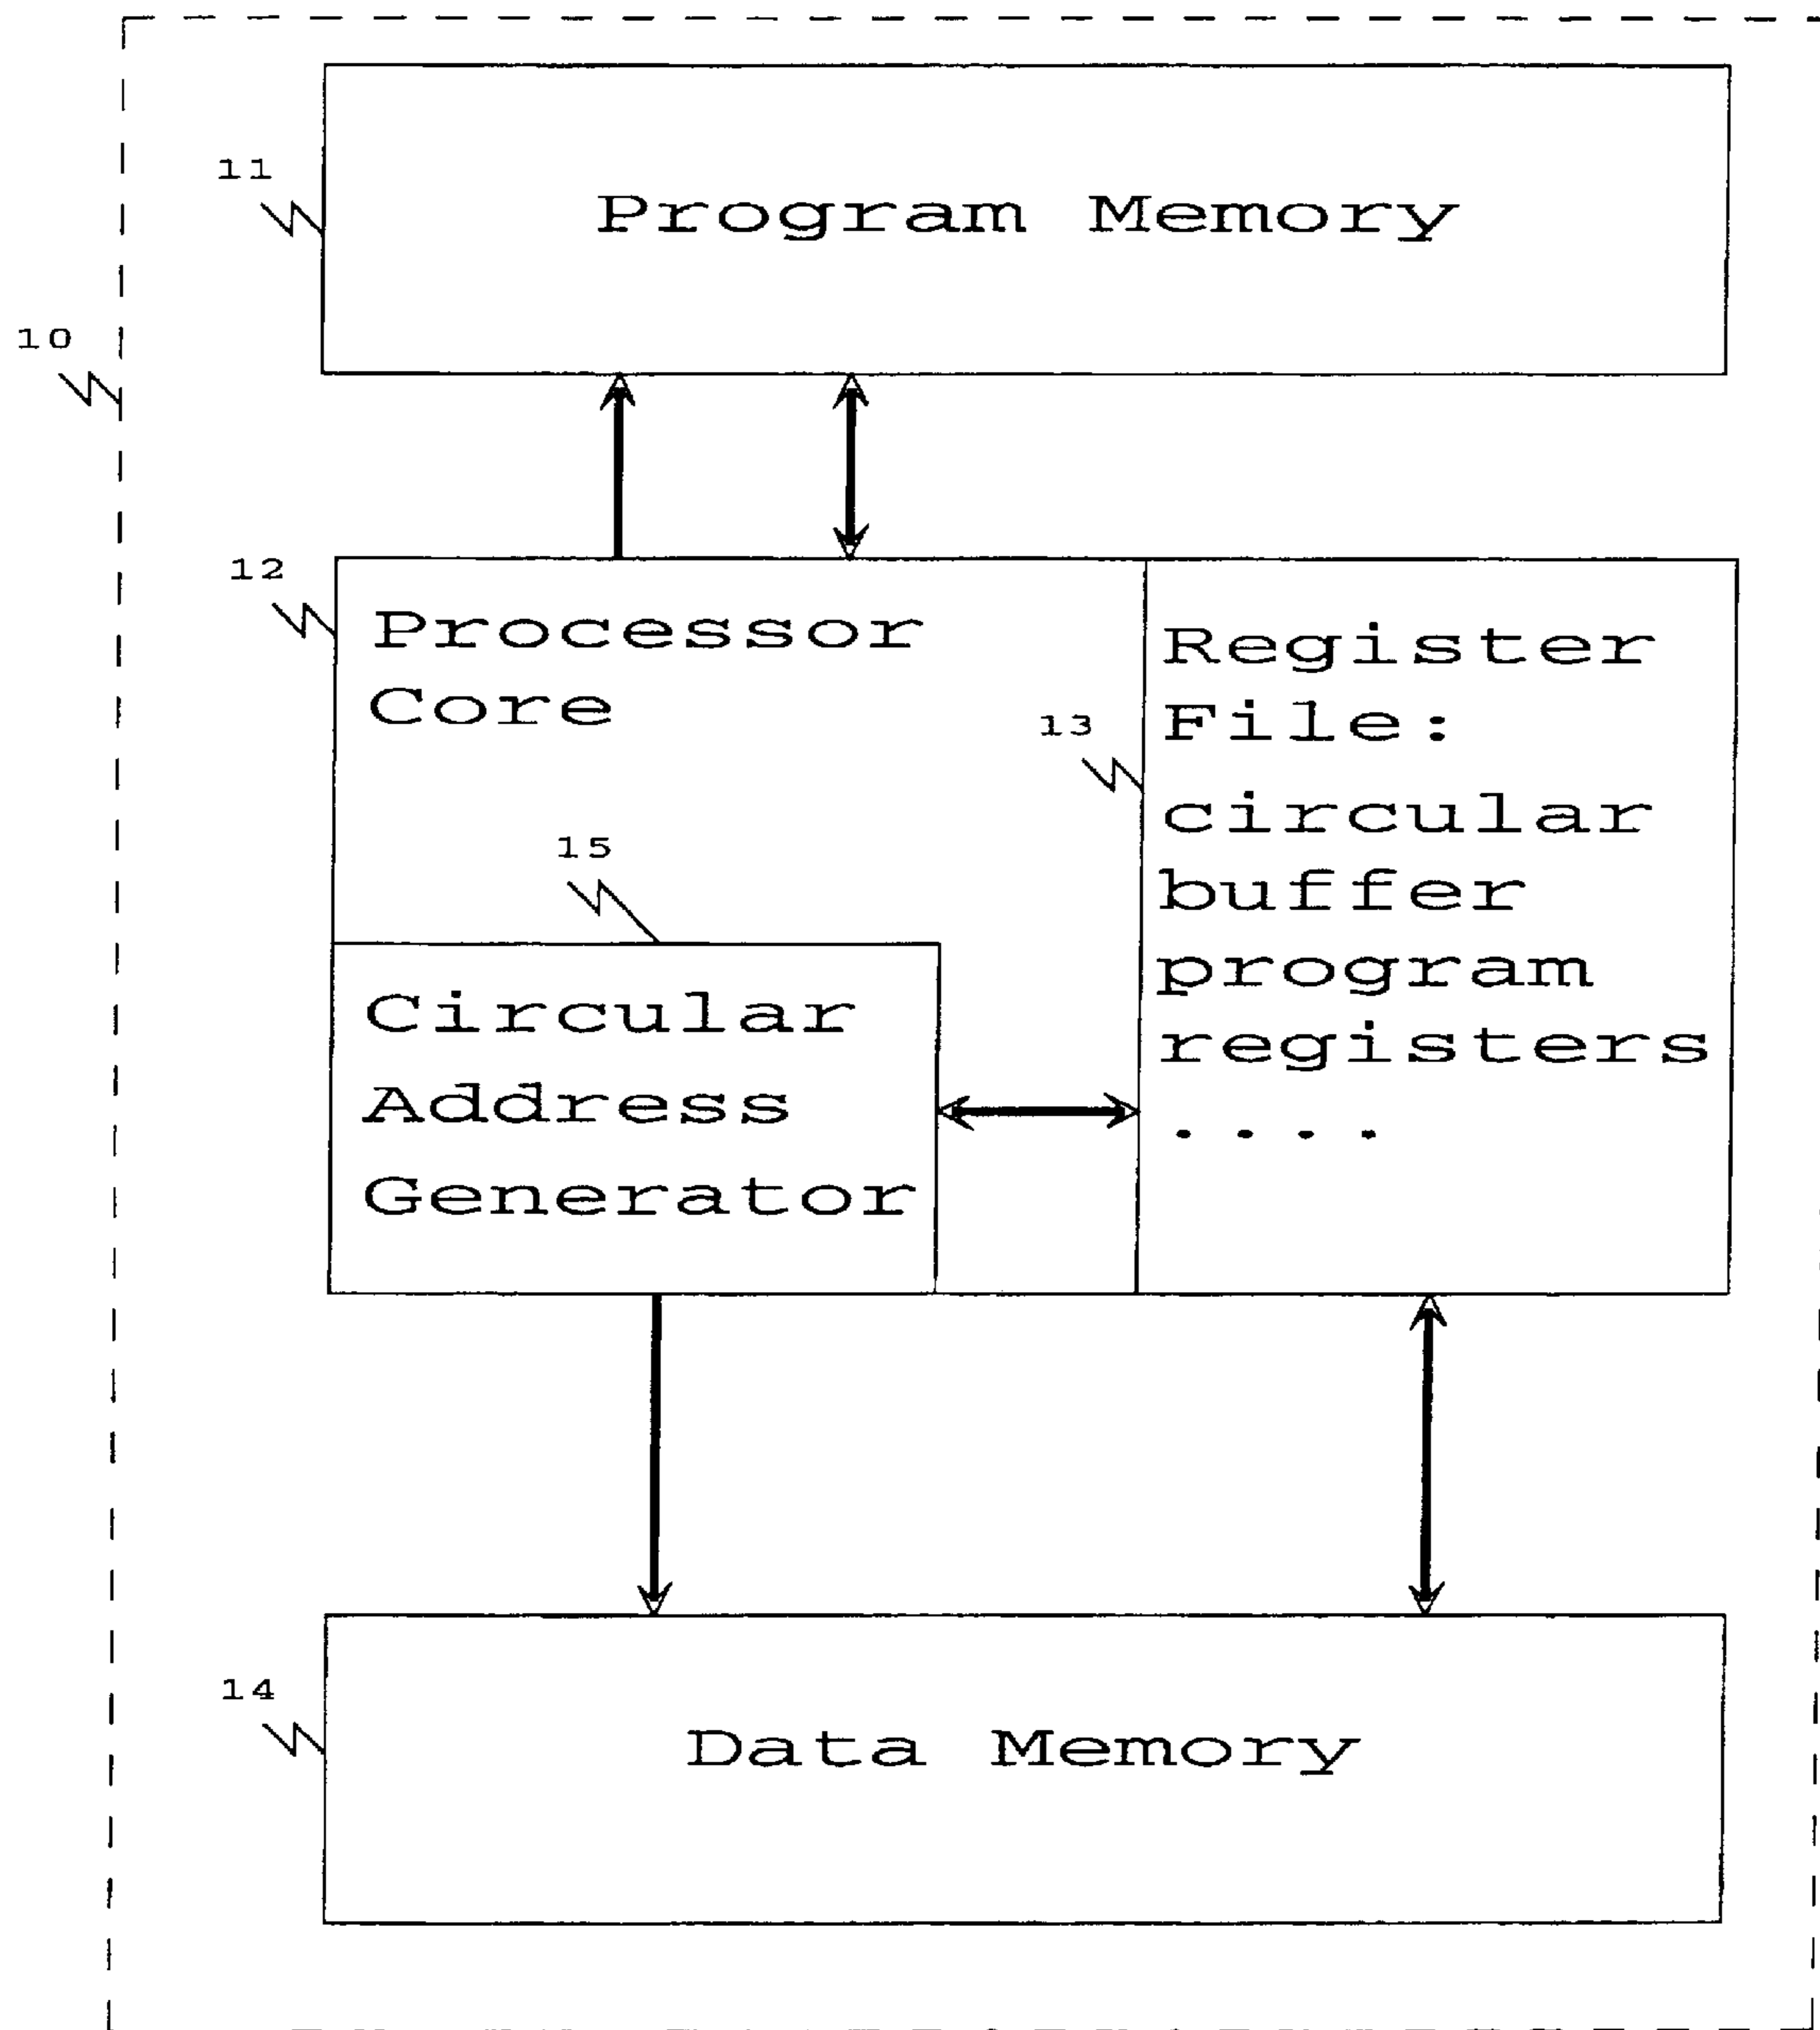 11
Program Memory
10
12
Processor
Core
13
Register
File:
circular
buffer
program
registers
....
15
Circular
Address
Generator
14
Data Memory